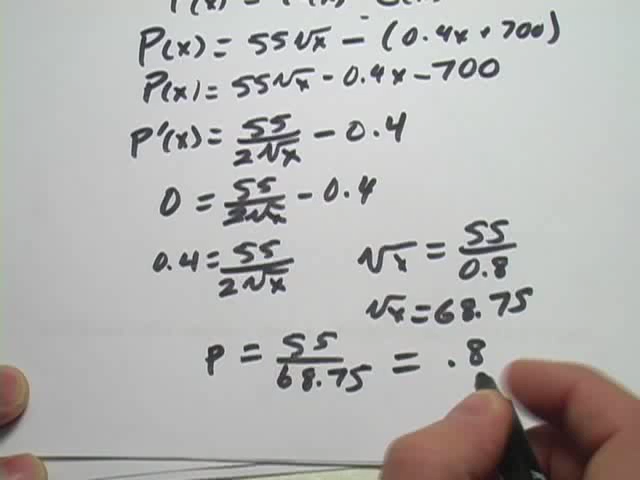 P(x) = 55√x - (0.4x + 700)
P(x) = 55√x - 0.4x - 700
P'(x) = 55/2√x - 0.4
0 = 55/2√x - 0.4
0.4 = 55/2√x
√x = 55/0.8
√x = 68.75
P = 55/68.75 = .8